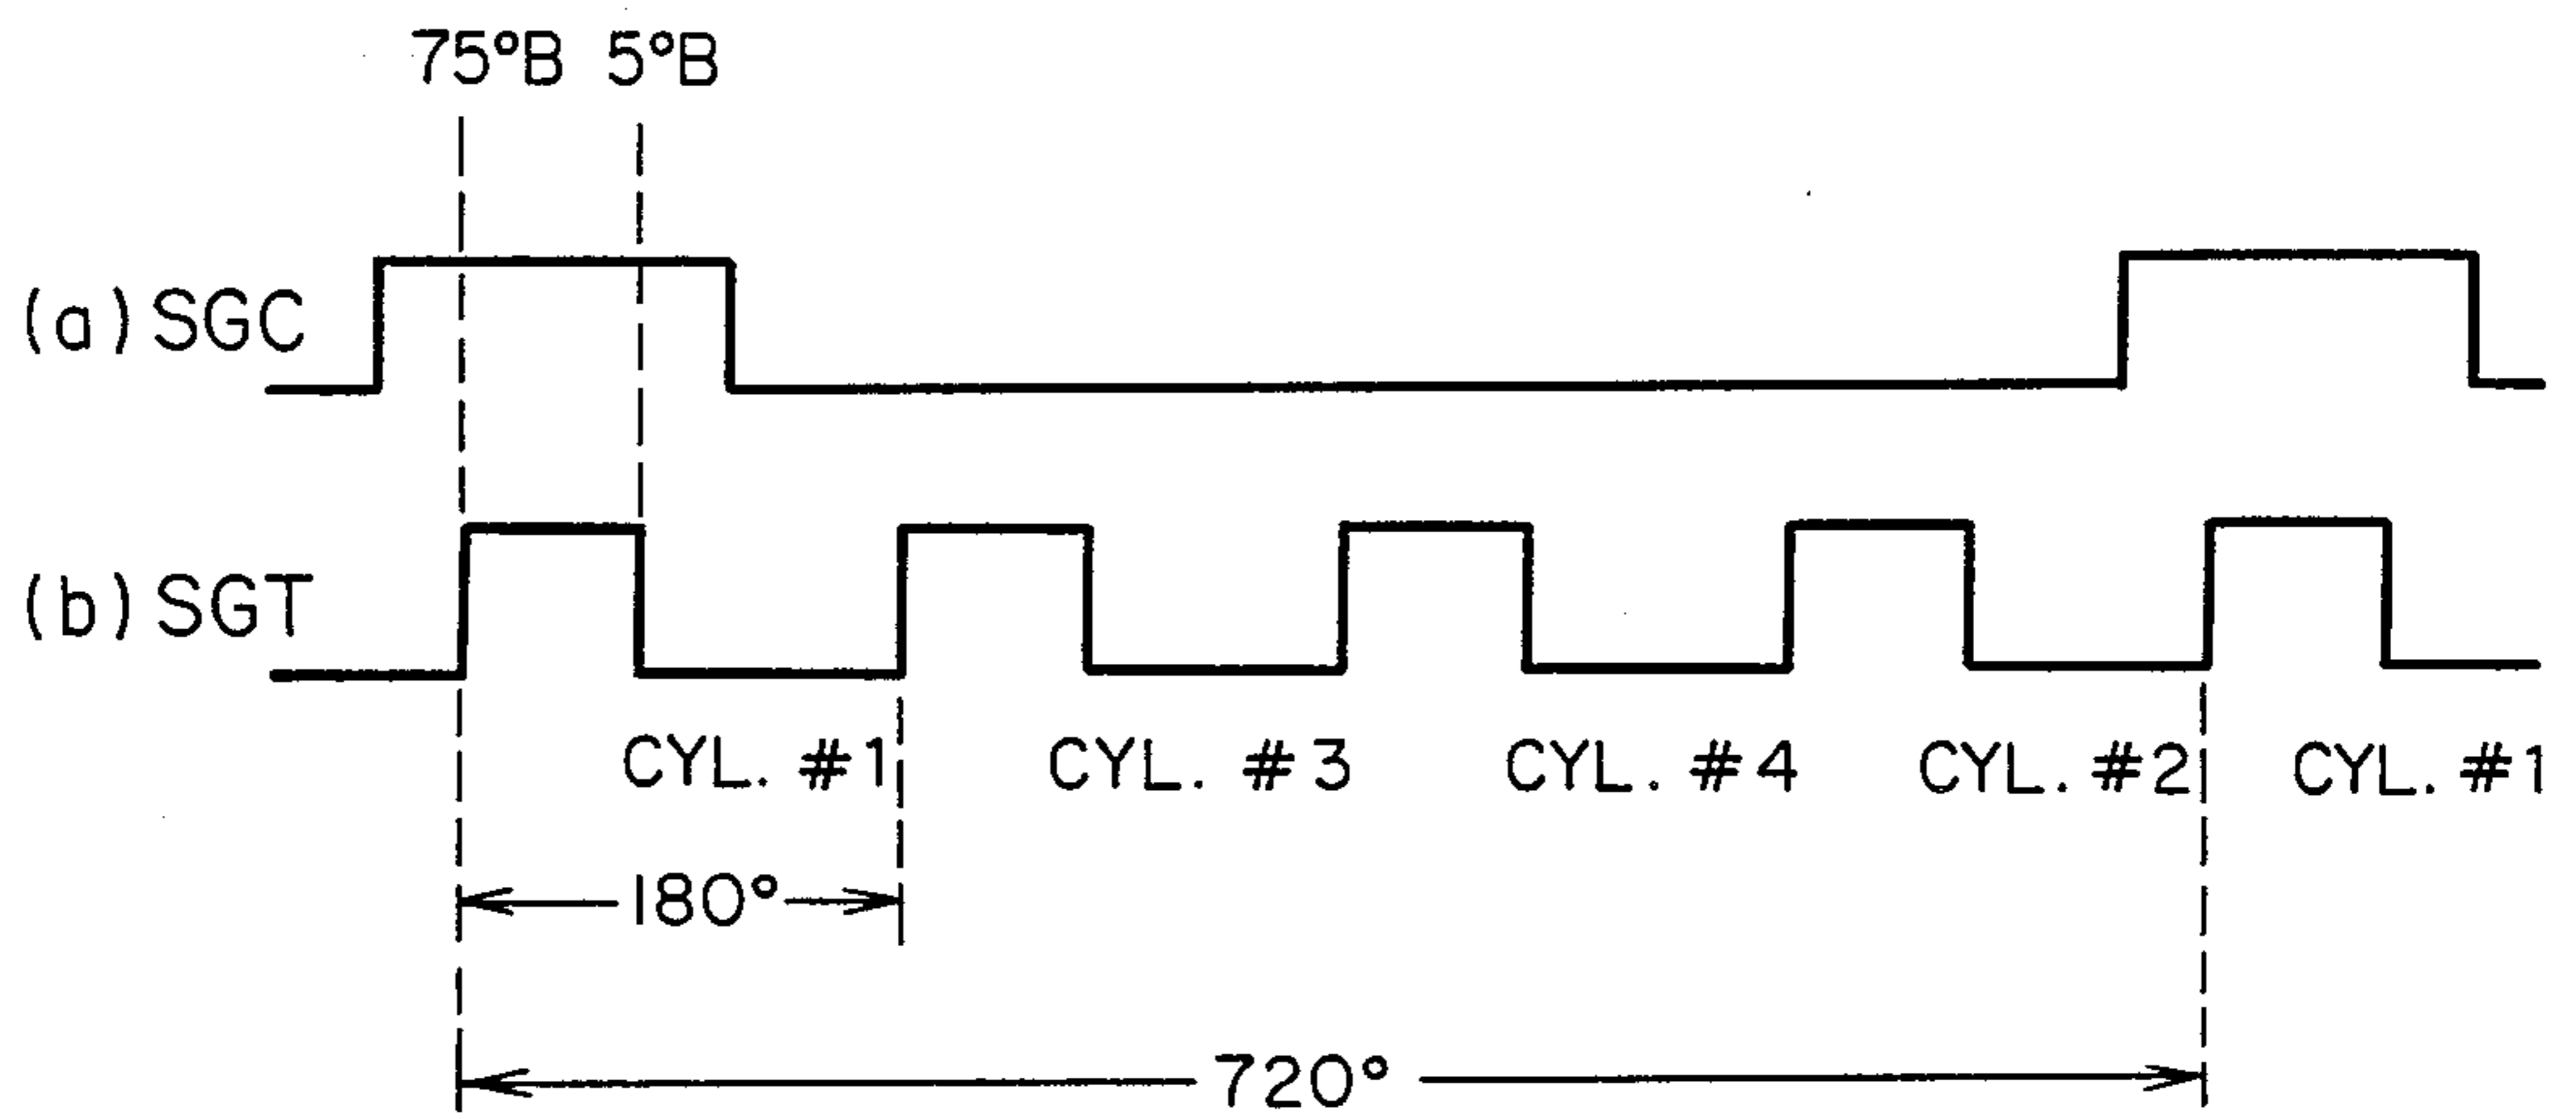 75°B 5°B
(a) SGC
(b) SGT
CYL. #1 CYL. #3 CYL. #4 CYL. #2 CYL. #1
180°
720°